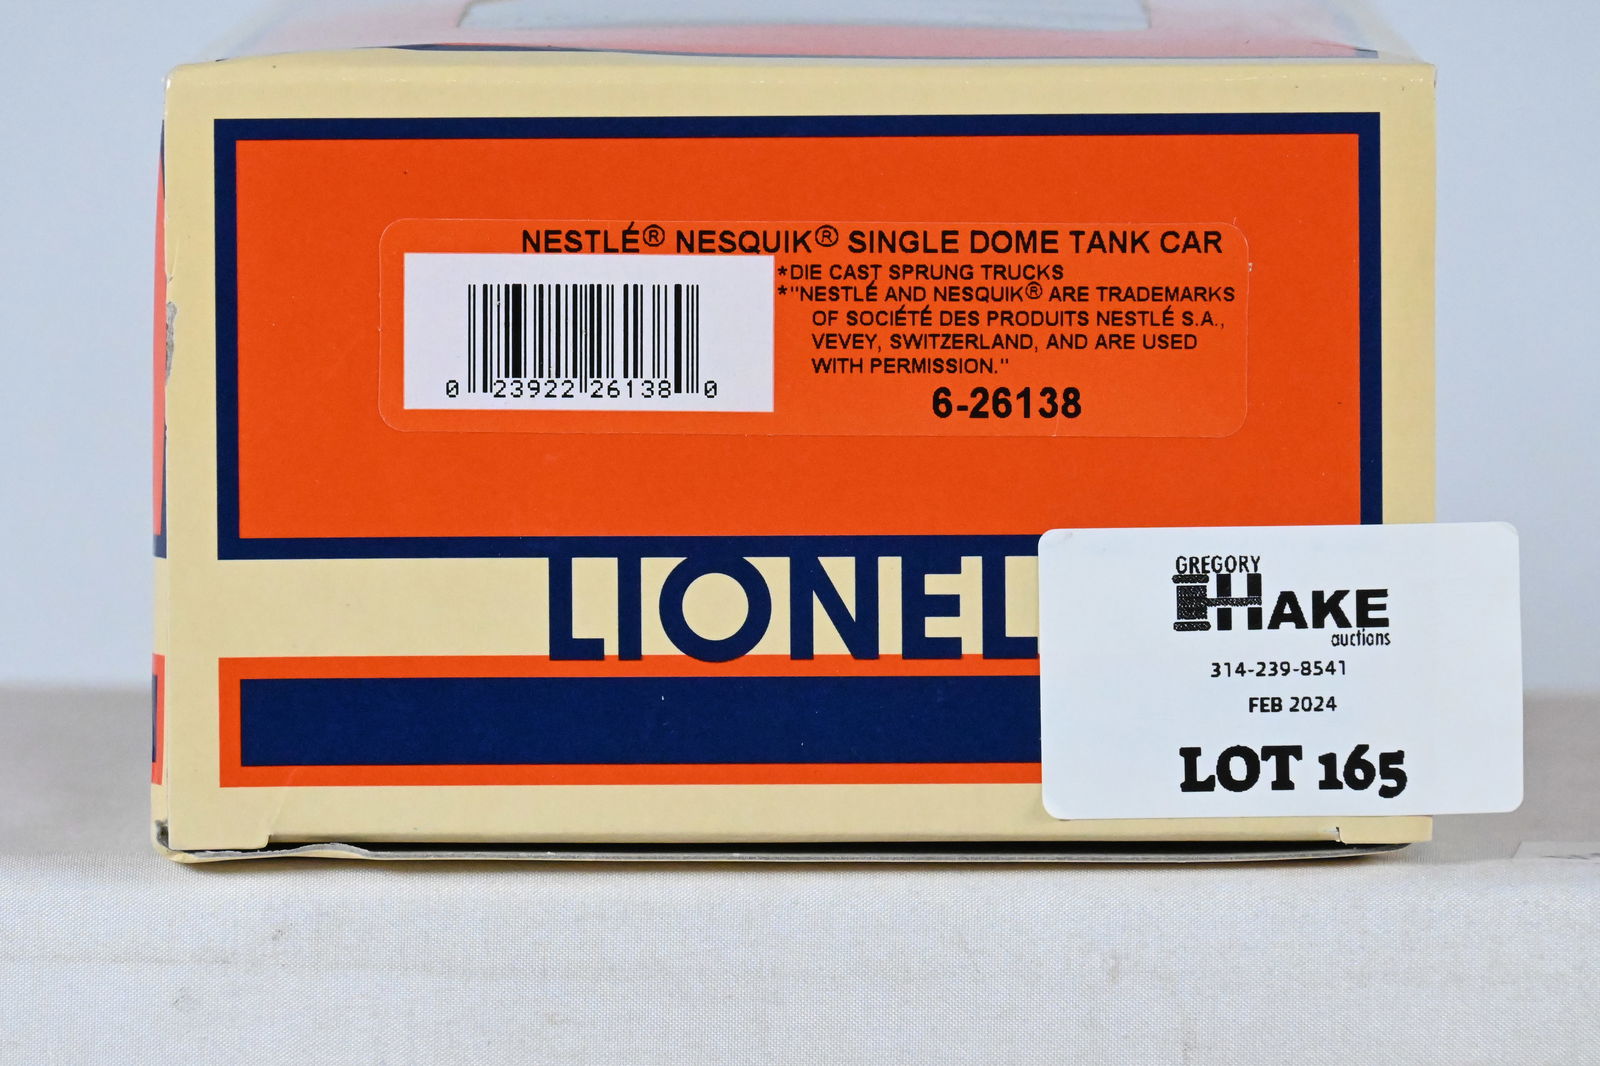 NESTLÉ® NESQUIK® SINGLE DOME TANK CAR
*DIE CAST SPRUNG TRUCKS
*"NESTLÉ AND NESQUIK® ARE TRADEMARKS
OF SOCIÉTÉ DES PRODUITS NESTLÉ S.A.,
VEVEY, SWITZERLAND, AND ARE USED
WITH PERMISSION."
0 23922 26138 0
6-26138
LIONEL
GREGORY
HAKE
auctions
314-239-8541
FEB 2024
LOT 165